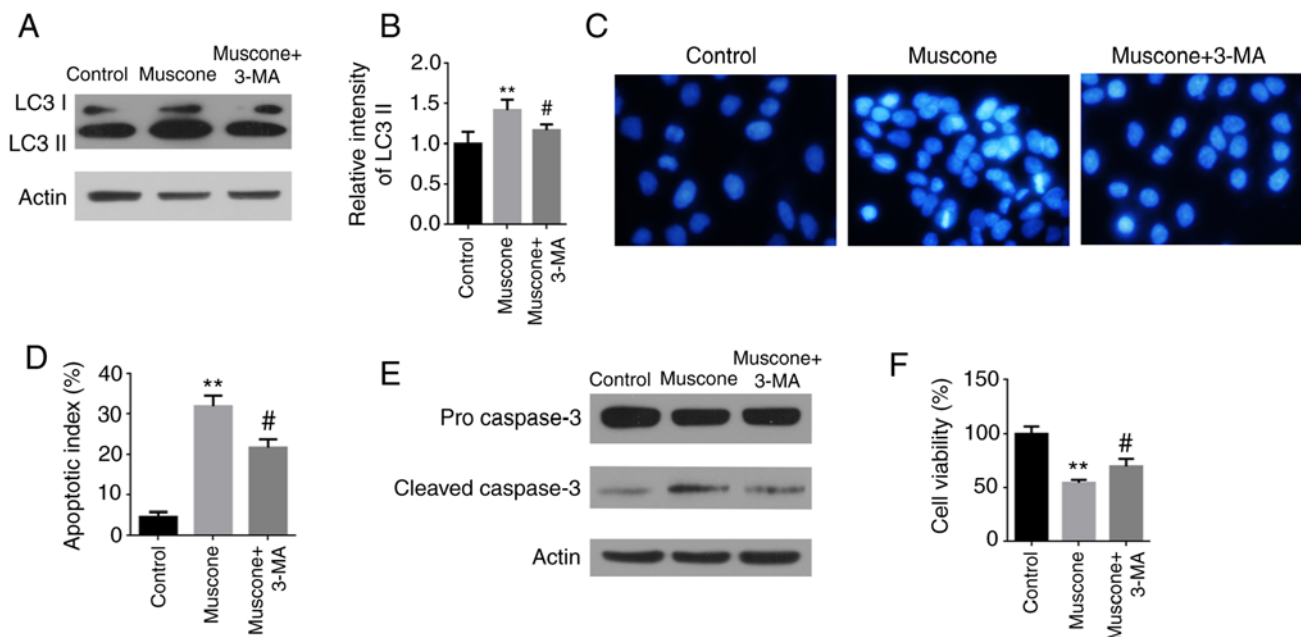 A
Control
Muscone
Muscone+
3-MA
LC3 I
LC3 II
Actin
B
Relative intensity
of LC3 II
2.0
1.5
1.0
0.5
0.0
**
#
Control
Muscone
Muscone+
3-MA
C
Control
Muscone
Muscone+3-MA
D
Apoptotic index (%)
40
30
20
10
0
**
#
Control
Muscone
Muscone+
3-MA
E
Control
Muscone
Muscone+
3-MA
Pro caspase-3
Cleaved caspase-3
Actin
F
Cell viability (%)
150
100
50
0
**
#
Control
Muscone
Muscone+
3-MA